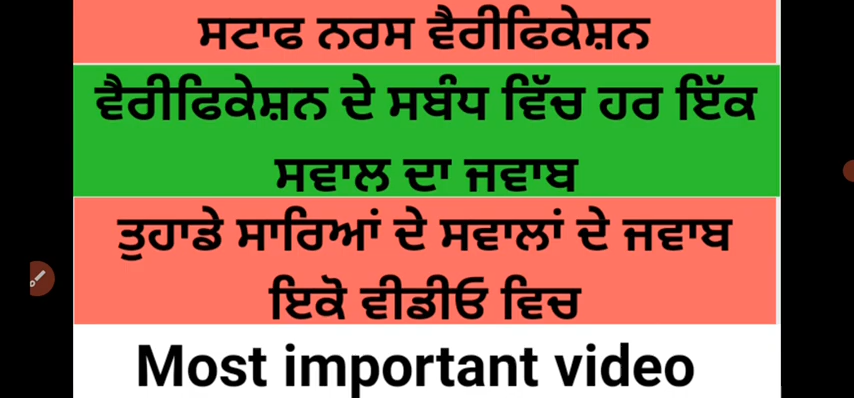 ਸਟਾਫ ਨਰਸ ਵੈਰੀਫਿਕੇਸ਼ਨ
ਵੈਰੀਫਿਕੇਸ਼ਨ ਦੇ ਸਬੰਧ ਵਿੱਚ ਹਰ ਇੱਕ
ਸਵਾਲ ਦਾ ਜਵਾਬ
ਤੁਹਾਡੇ ਸਾਰਿਆਂ ਦੇ ਸਵਾਲਾਂ ਦੇ ਜਵਾਬ
ਇਕੋ ਵੀਡੀਓ ਵਿਚ
Most important video